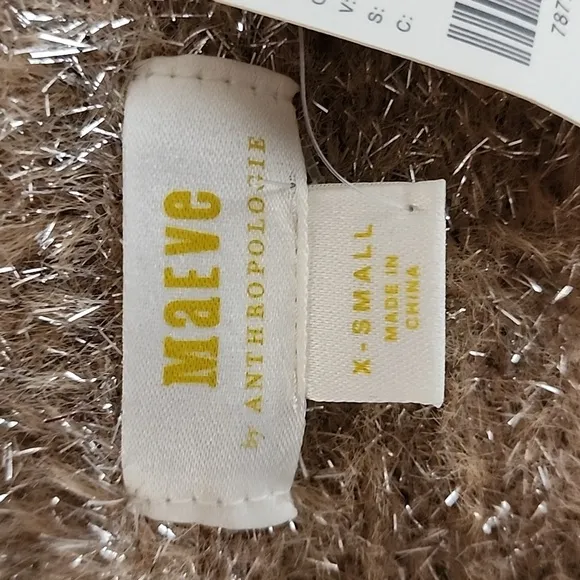 MaEve
by ANTHROPOLOGIE
X-SMALL
MADE IN
CHINA
V:
S:
C: